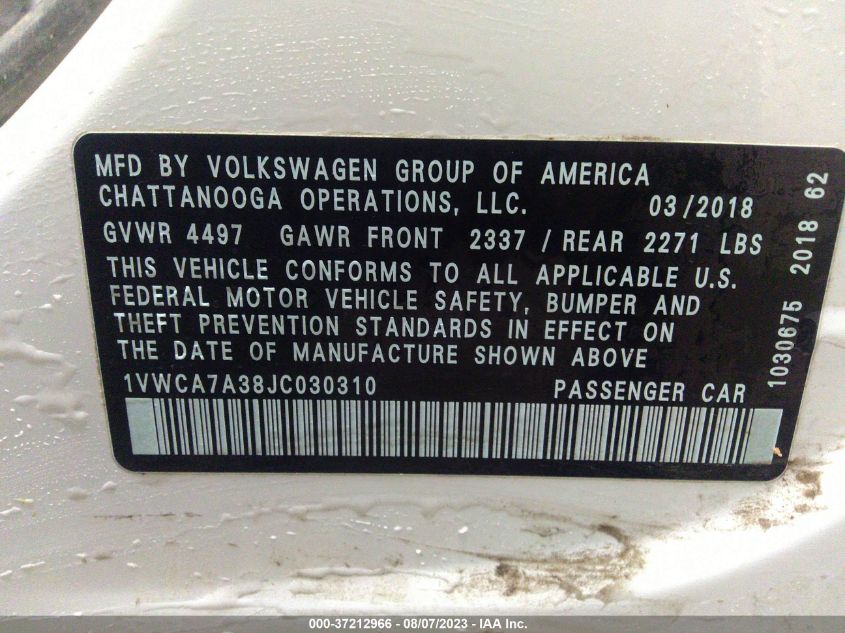 MFD BY VOLKSWAGEN GROUP OF AMERICA
CHATTANOOGA OPERATIONS, LLC. 03/2018
GVWR 4497 GAWR FRONT 2337 / REAR 2271 LBS
THIS VEHICLE CONFORMS TO ALL APPLICABLE U.S.
FEDERAL MOTOR VEHICLE SAFETY, BUMPER AND
THEFT PREVENTION STANDARDS IN EFFECT ON
THE DATE OF MANUFACTURE SHOWN ABOVE
1VWCA7A38JC030310 PASSENGER CAR
1030675 2018 62
000-37212966 - 08/07/2023 - IAA Inc.